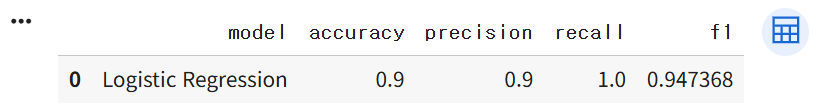 model accuracy precision recall f1
0 Logistic Regression 0.9 0.9 1.0 0.947368